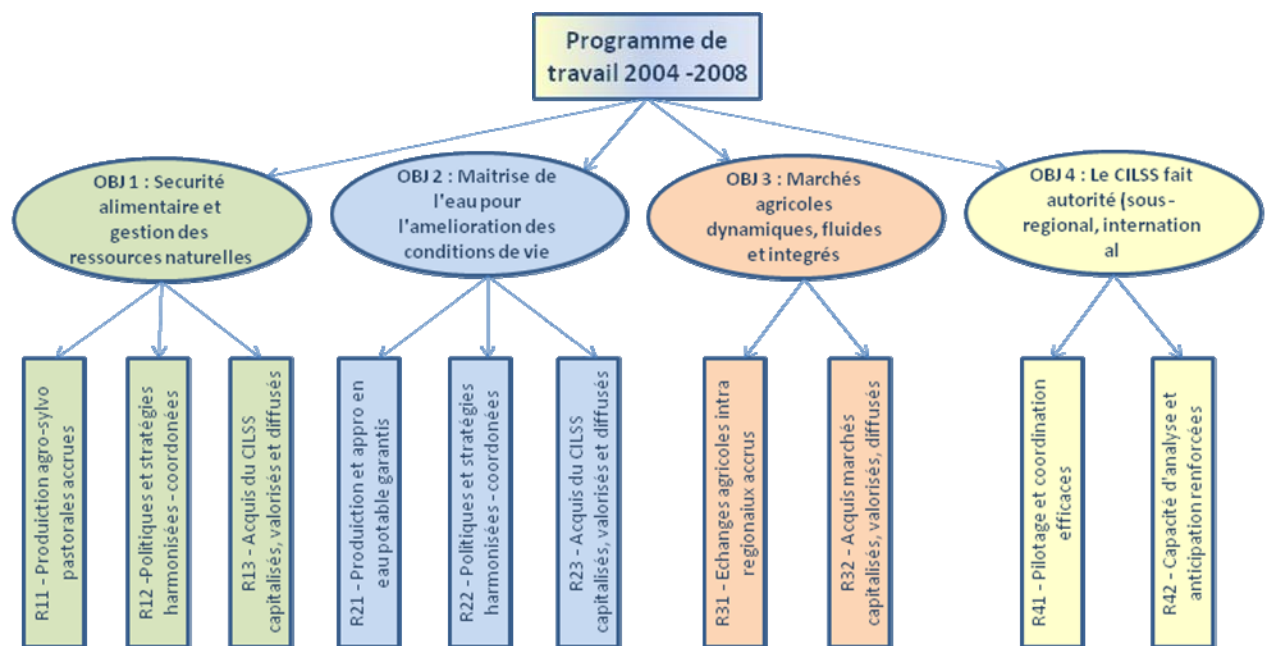 Programme de
travail 2004 -2008
OBJ 1 : Securité
alimentaire et
gestion des
ressources naturelles
OBJ 2 : Maitrise de
l'eau pour
l'amelioration des
conditions de vie
OBJ 3 : Marchés
agricoles
dynamiques, fluides
et integrés
OBJ 4 : Le CILSS fait
autorité (sous-
regional, internation
al
R11 - Produiction agro-sylvo
pastorales accrues
R12 -Politiques et stratégies
harmonisées - coordonées
R13 - Acquis du CILSS
capitalisés, valorisés et diffusés
R21 - Produiction et appro en
eau potable garantis
R22 - Politiques et stratégies
harmonisées - coordonées
R23 - Acquis du CILSS
capitalisés, valorisés et diffusés
R31 - Echanges agricoles intra
regionaiux accrus
R32 - Acquis marchés
capitalisés, valorisés, diffusés
R41 - Pilotage et coordination
efficaces
R42 - Capacité d'analyse et
anticipation renforcées